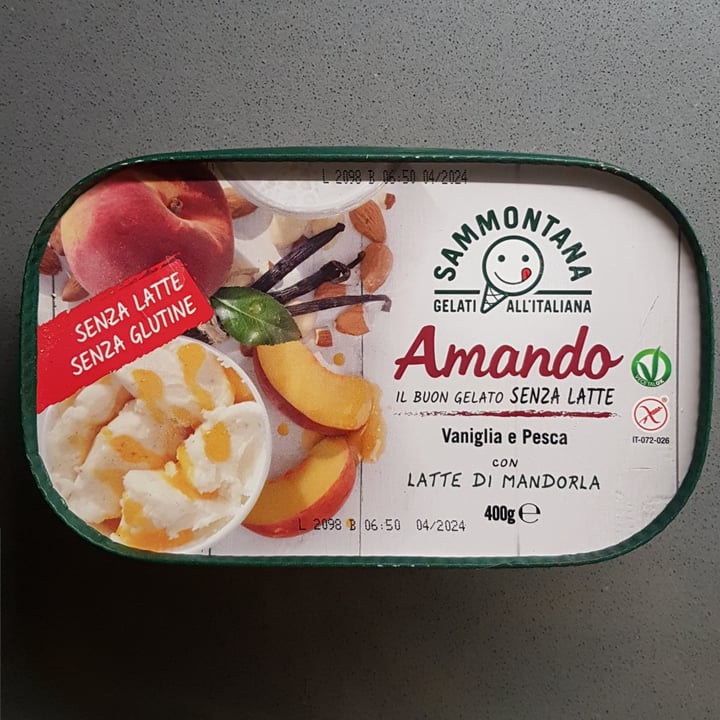 L 2098 B 06:50 04/2024
SAMMONTANA
GELATI ALL'ITALIANA
SENZA LATTE
SENZA GLUTINE
Amando
IL BUON GELATO SENZA LATTE
Vaniglia e Pesca
CON
LATTE DI MANDORLA
400g e
VEGETALOK
IT-072-026
L 2098 B 06:50 04/2024